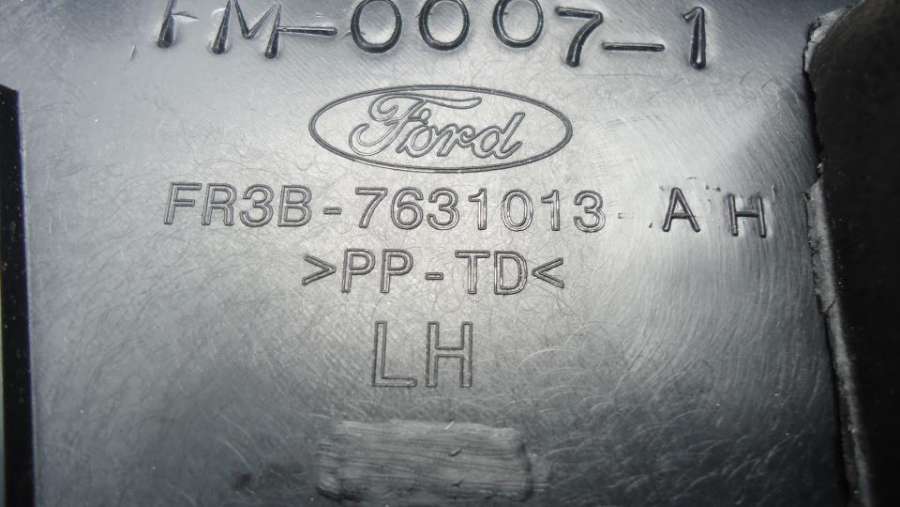 FM-0007-1
Ford
FR3B-7631013-AH
>PP-TD<
LH